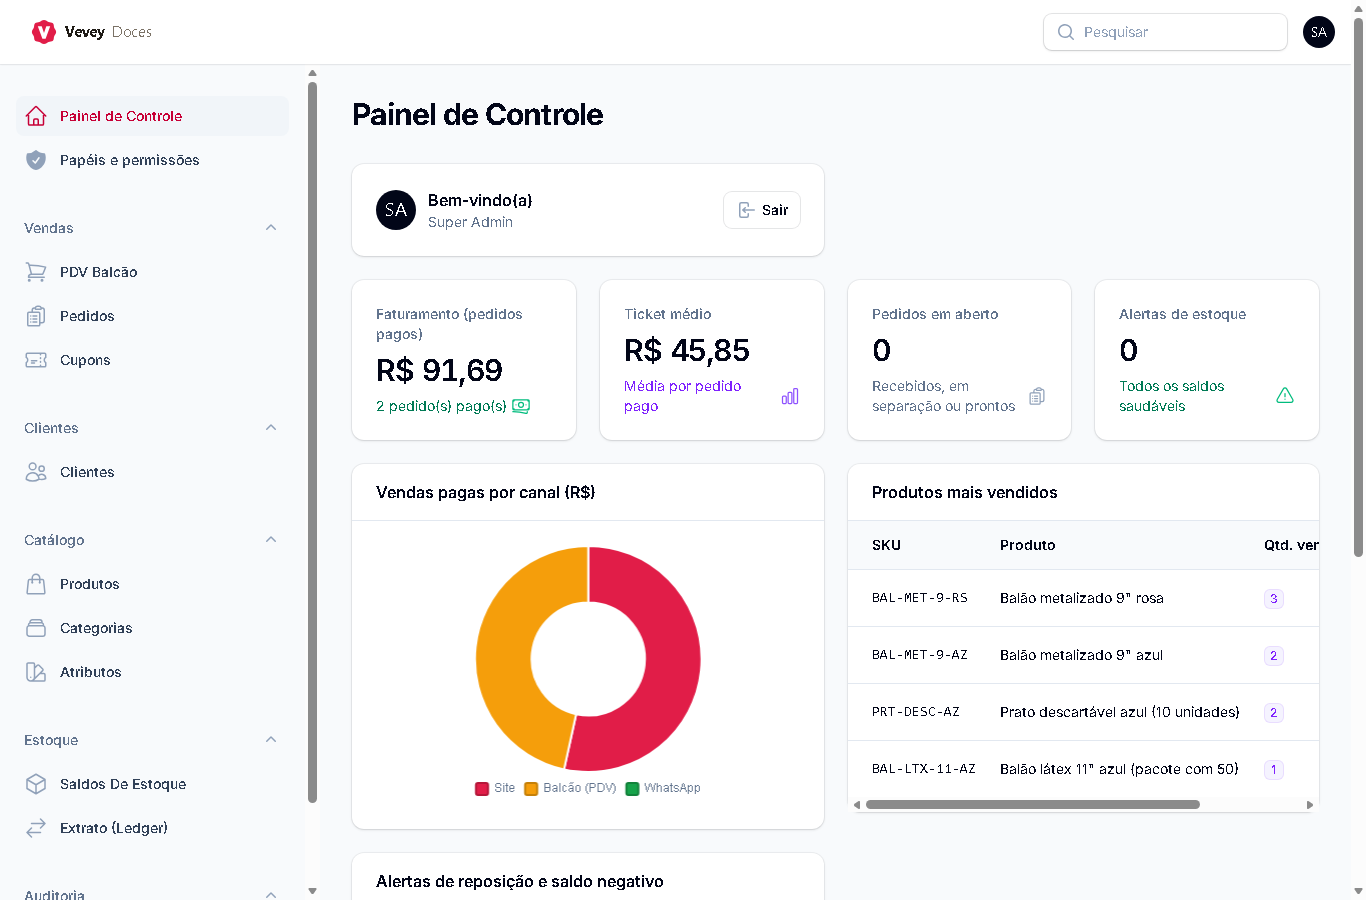 Vevey Doces
Pesquisar
SA
Painel de Controle
Papéis e permissões
Vendas
PDV Balcão
Pedidos
Cupons
Clientes
Clientes
Catálogo
Produtos
Categorias
Atributos
Estoque
Saldos De Estoque
Extrato (Ledger)
Auditoria
Painel de Controle
SA
Bem-vindo(a)
Super Admin
Sair
Faturamento (pedidos
pagos)
R$ 91,69
2 pedido(s) pago(s)
Ticket médio
R$ 45,85
Média por pedido
pago
Pedidos em aberto
0
Recebidos, em
separação ou prontos
Alertas de estoque
0
Todos os saldos
saudáveis
Vendas pagas por canal (R$)
Site Balcão (PDV) WhatsApp
Produtos mais vendidos
SKU Produto Qtd. ver
BAL-MET-9-RS Balão metalizado 9" rosa 3
BAL-MET-9-AZ Balão metalizado 9" azul 2
PRT-DESC-AZ Prato descartável azul (10 unidades) 2
BAL-LTX-11-AZ Balão látex 11" azul (pacote com 50) 1
Alertas de reposição e saldo negativo